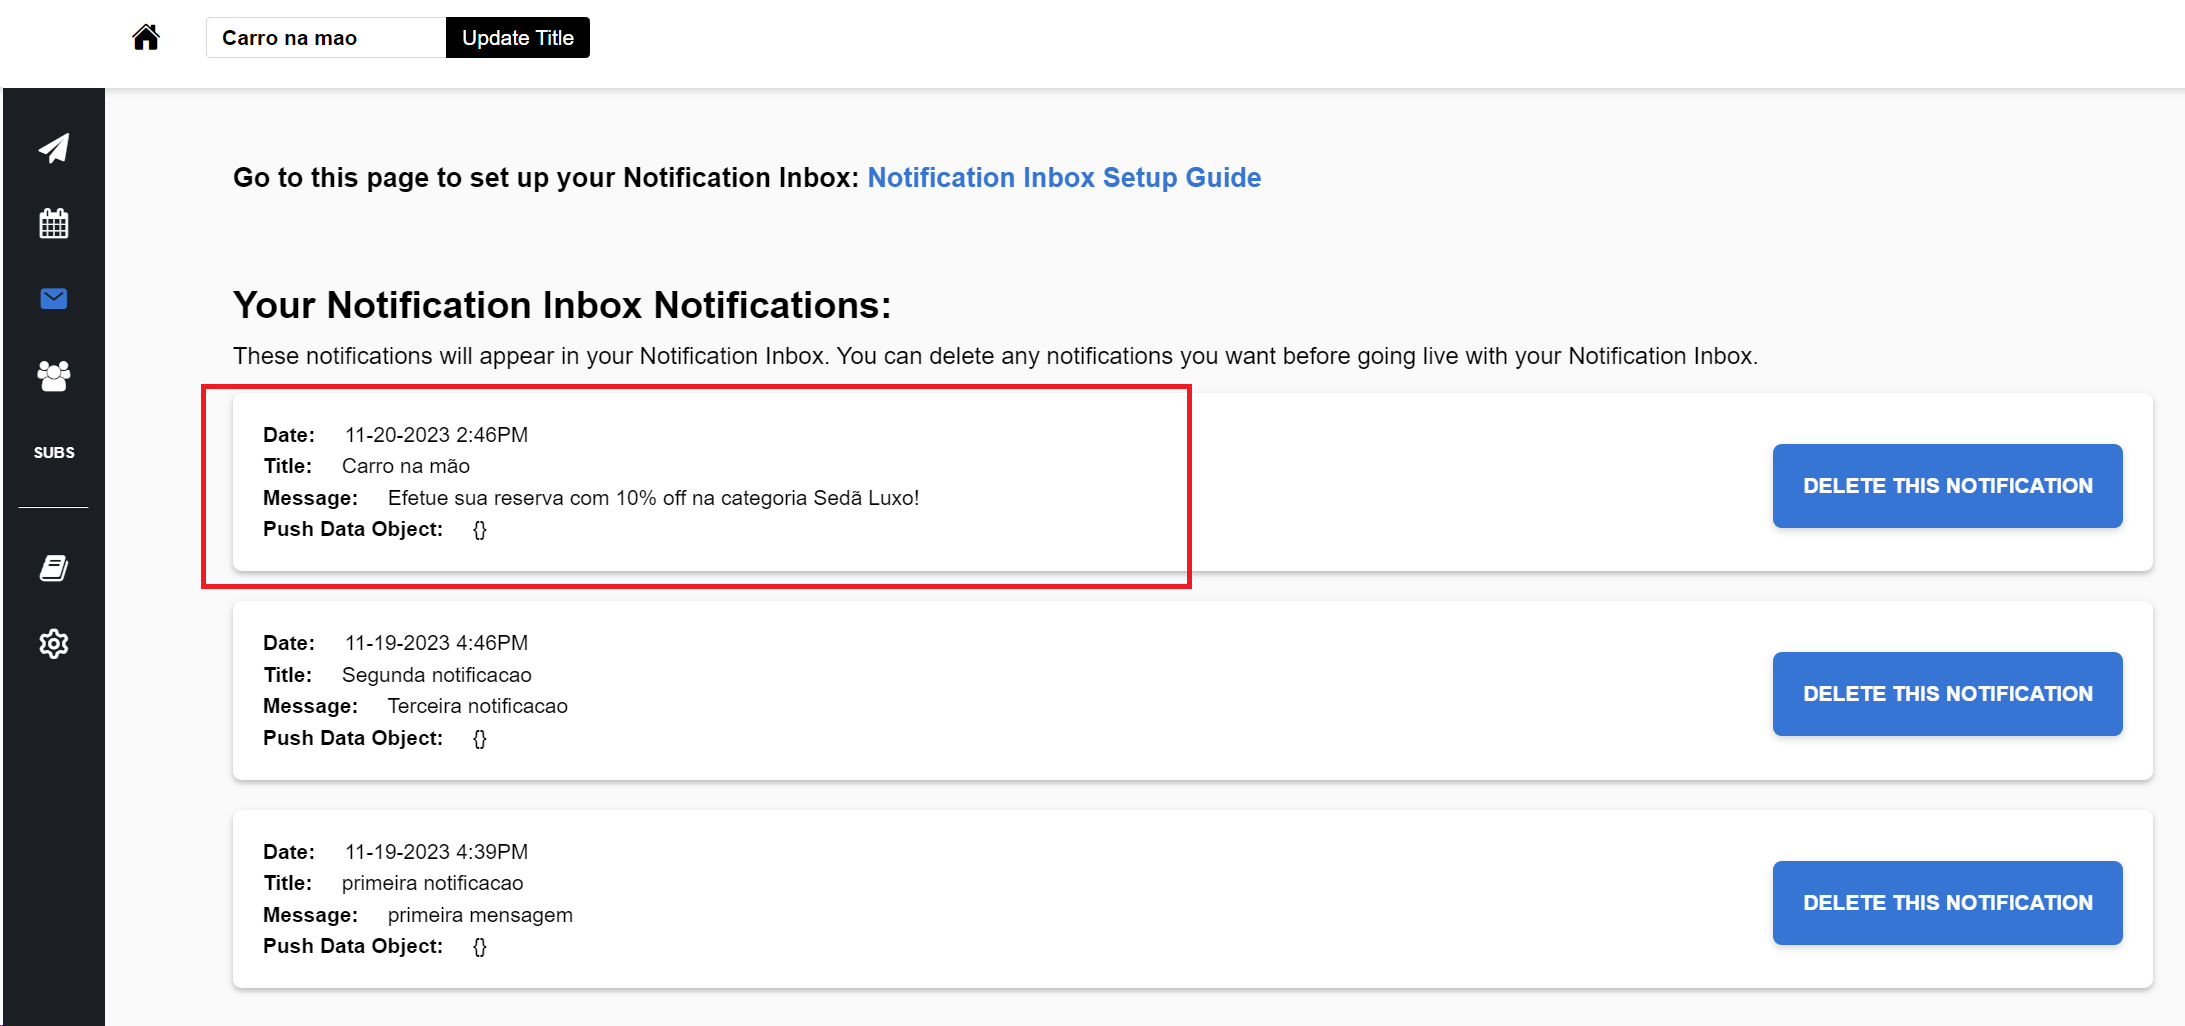 Carro na mao Update Title
Go to this page to set up your Notification Inbox: Notification Inbox Setup Guide
Your Notification Inbox Notifications:
These notifications will appear in your Notification Inbox. You can delete any notifications you want before going live with your Notification Inbox.
SUBS
Date: 11-20-2023 2:46PM
Title: Carro na mão
Message: Efetue sua reserva com 10% off na categoria Sedã Luxo!
Push Data Object: {}
DELETE THIS NOTIFICATION
Date: 11-19-2023 4:46PM
Title: Segunda notificacao
Message: Terceira notificacao
Push Data Object: {}
DELETE THIS NOTIFICATION
Date: 11-19-2023 4:39PM
Title: primeira notificacao
Message: primeira mensagem
Push Data Object: {}
DELETE THIS NOTIFICATION